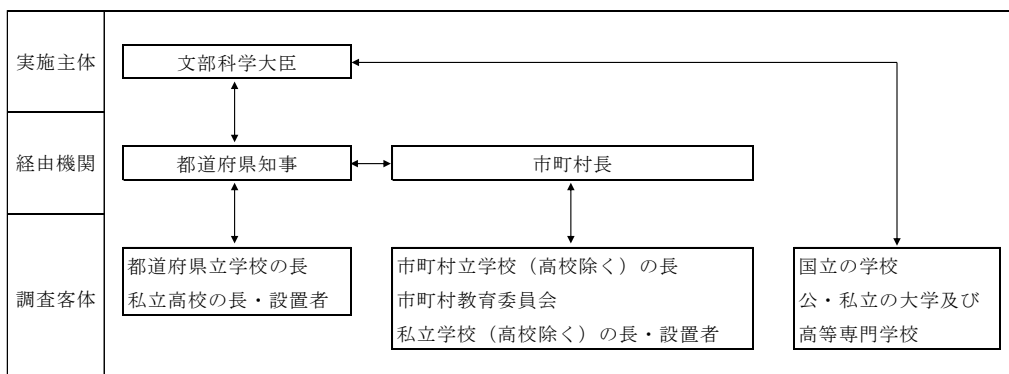 実施主体
文部科学大臣
経由機関
都道府県知事
市町村長
調査客体
都道府県立学校の長
私立高校の長・設置者
市町村立学校（高校除く）の長
市町村教育委員会
私立学校（高校除く）の長・設置者
国立の学校
公・私立の大学及び
高等専門学校